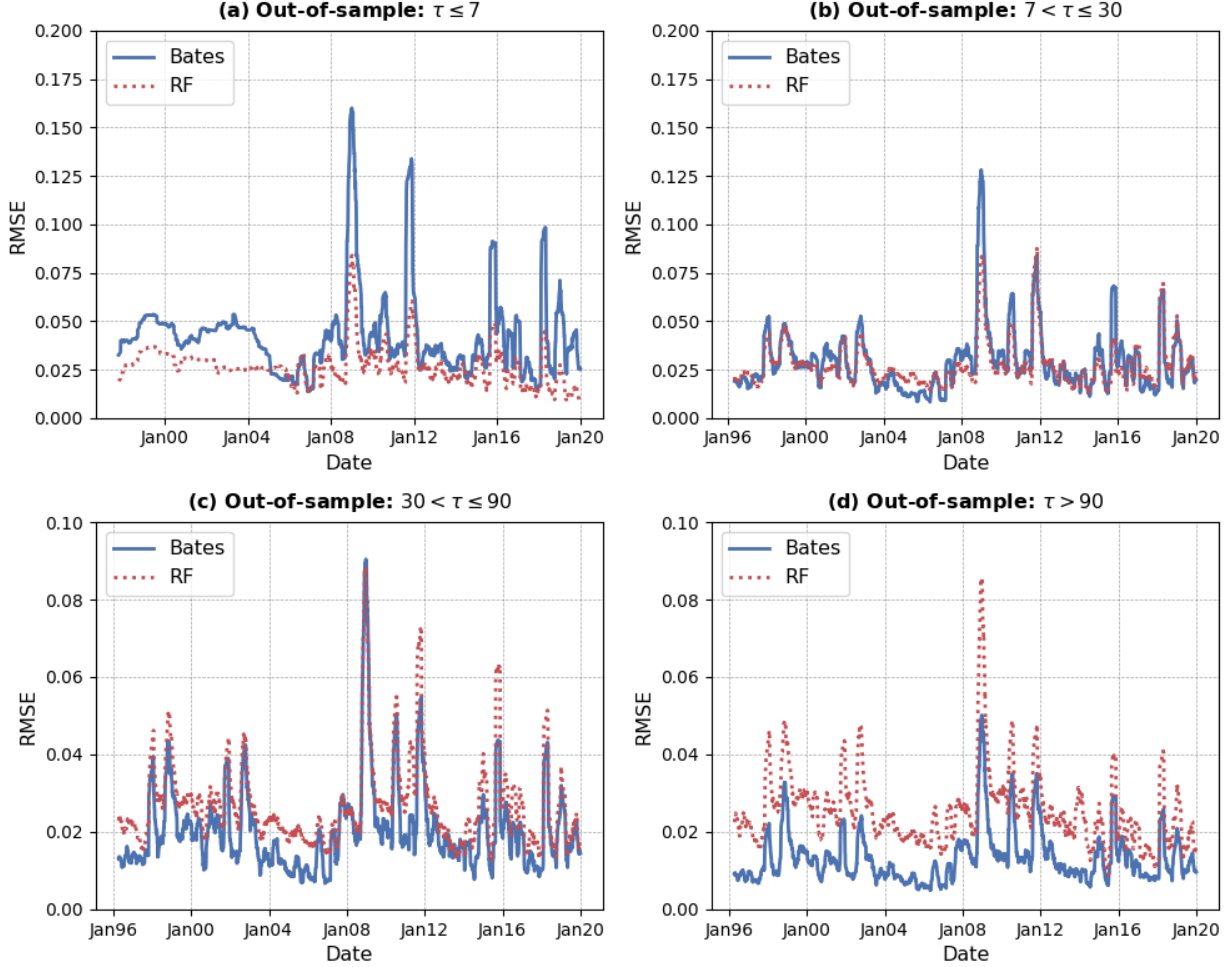 (a) Out-of-sample: τ ≤ 7
0.200
0.175
0.150
0.125
0.100
0.075
0.050
0.025
0.000
RMSE
Bates
RF
Jan00
Jan04
Jan08
Jan12
Jan16
Jan20
Date
(b) Out-of-sample: 7 < τ ≤ 30
0.200
0.175
0.150
0.125
0.100
0.075
0.050
0.025
0.000
RMSE
Bates
RF
Jan96
Jan00
Jan04
Jan08
Jan12
Jan16
Jan20
Date
(c) Out-of-sample: 30 < τ ≤ 90
0.10
0.08
0.06
0.04
0.02
0.00
RMSE
Bates
RF
Jan96
Jan00
Jan04
Jan08
Jan12
Jan16
Jan20
Date
(d) Out-of-sample: τ > 90
0.10
0.08
0.06
0.04
0.02
0.00
RMSE
Bates
RF
Jan96
Jan00
Jan04
Jan08
Jan12
Jan16
Jan20
Date